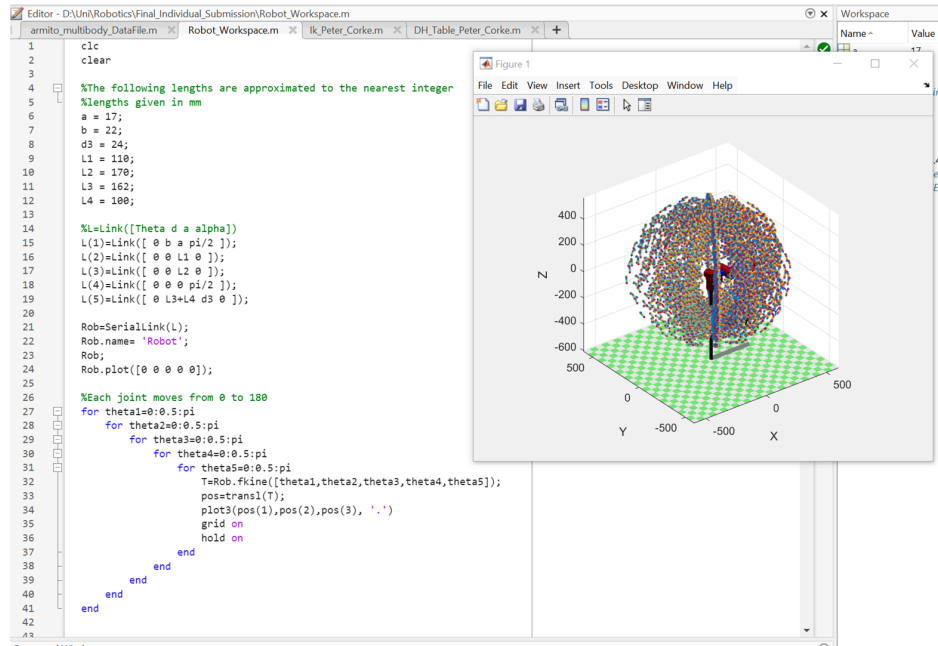 Editor - D:\Uni\Robotics\Final_Individual_Submission\Robot_Workspace.m
armito_multibody_DataFile.m Robot_Workspace.m Ik_Peter_Corke.m DH_Table_Peter_Corke.m
1 clc
2 clear
3
4 %The following lengths are approximated to the nearest integer
5 %lengths given in mm
6 a = 17;
7 b = 22;
8 d3 = 24;
9 L1 = 110;
10 L2 = 170;
11 L3 = 162;
12 L4 = 100;
13
14 %L=Link([Theta d a alpha])
15 L(1)=Link([ 0 b a pi/2 ]);
16 L(2)=Link([ 0 0 L1 0 ]);
17 L(3)=Link([ 0 0 L2 0 ]);
18 L(4)=Link([ 0 0 0 pi/2 ]);
19 L(5)=Link([ 0 L3+L4 d3 0 ]);
20
21 Rob=SerialLink(L);
22 Rob.name= 'Robot';
23 Rob;
24 Rob.plot([0 0 0 0 0]);
25
26 %Each joint moves from 0 to 180
27 for theta1=0:0.5:pi
28 for theta2=0:0.5:pi
29 for theta3=0:0.5:pi
30 for theta4=0:0.5:pi
31 for theta5=0:0.5:pi
32 T=Rob.fkine([theta1,theta2,theta3,theta4,theta5]);
33 pos=transl(T);
34 plot3(pos(1),pos(2),pos(3), '.')
35 grid on
36 hold on
37 end
38 end
39 end
40 end
41 end
42
43
Figure 1
File Edit View Insert Tools Desktop Window Help
400
200
0
-200
-400
-600
Z
500
0
-500
Y
-500
0
500
X
Workspace
Name Value
a 17